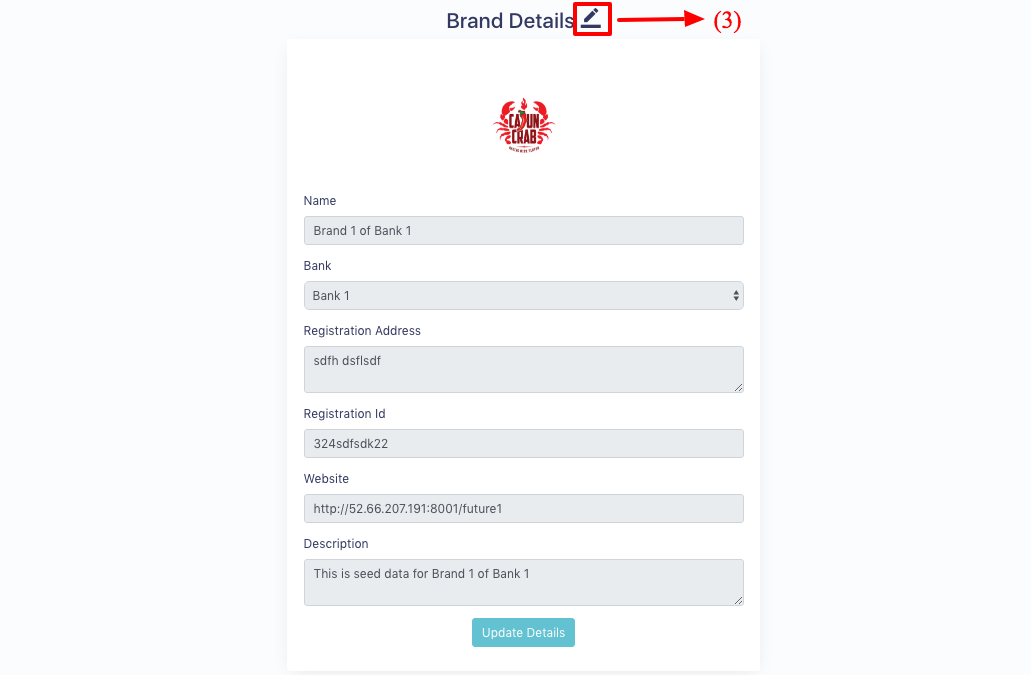 Brand Details
(3)
CAJUN
CRAB
Name
Brand 1 of Bank 1
Bank
Bank 1
Registration Address
sdfh dsflsdf
Registration Id
324sdfsdk22
Website
http://52.66.207.191:8001/future1
Description
This is seed data for Brand 1 of Bank 1
Update Details